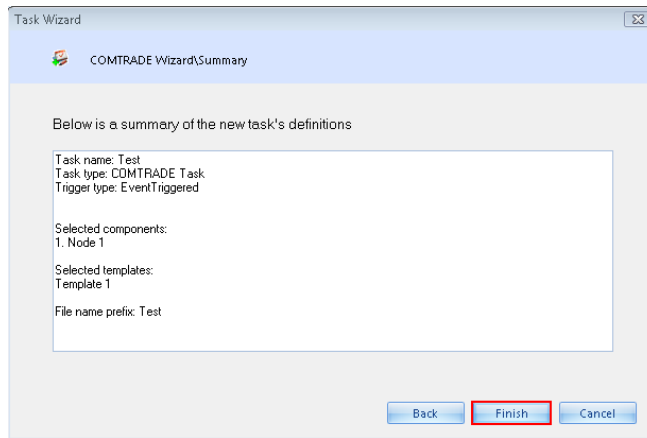 Task Wizard
COMTRADE Wizard\Summary
Below is a summary of the new task's definitions
Task name: Test
Task type: COMTRADE Task
Trigger type: EventTriggered
Selected components:
1. Node 1
Selected templates:
Template 1
File name prefix: Test
Back Finish Cancel